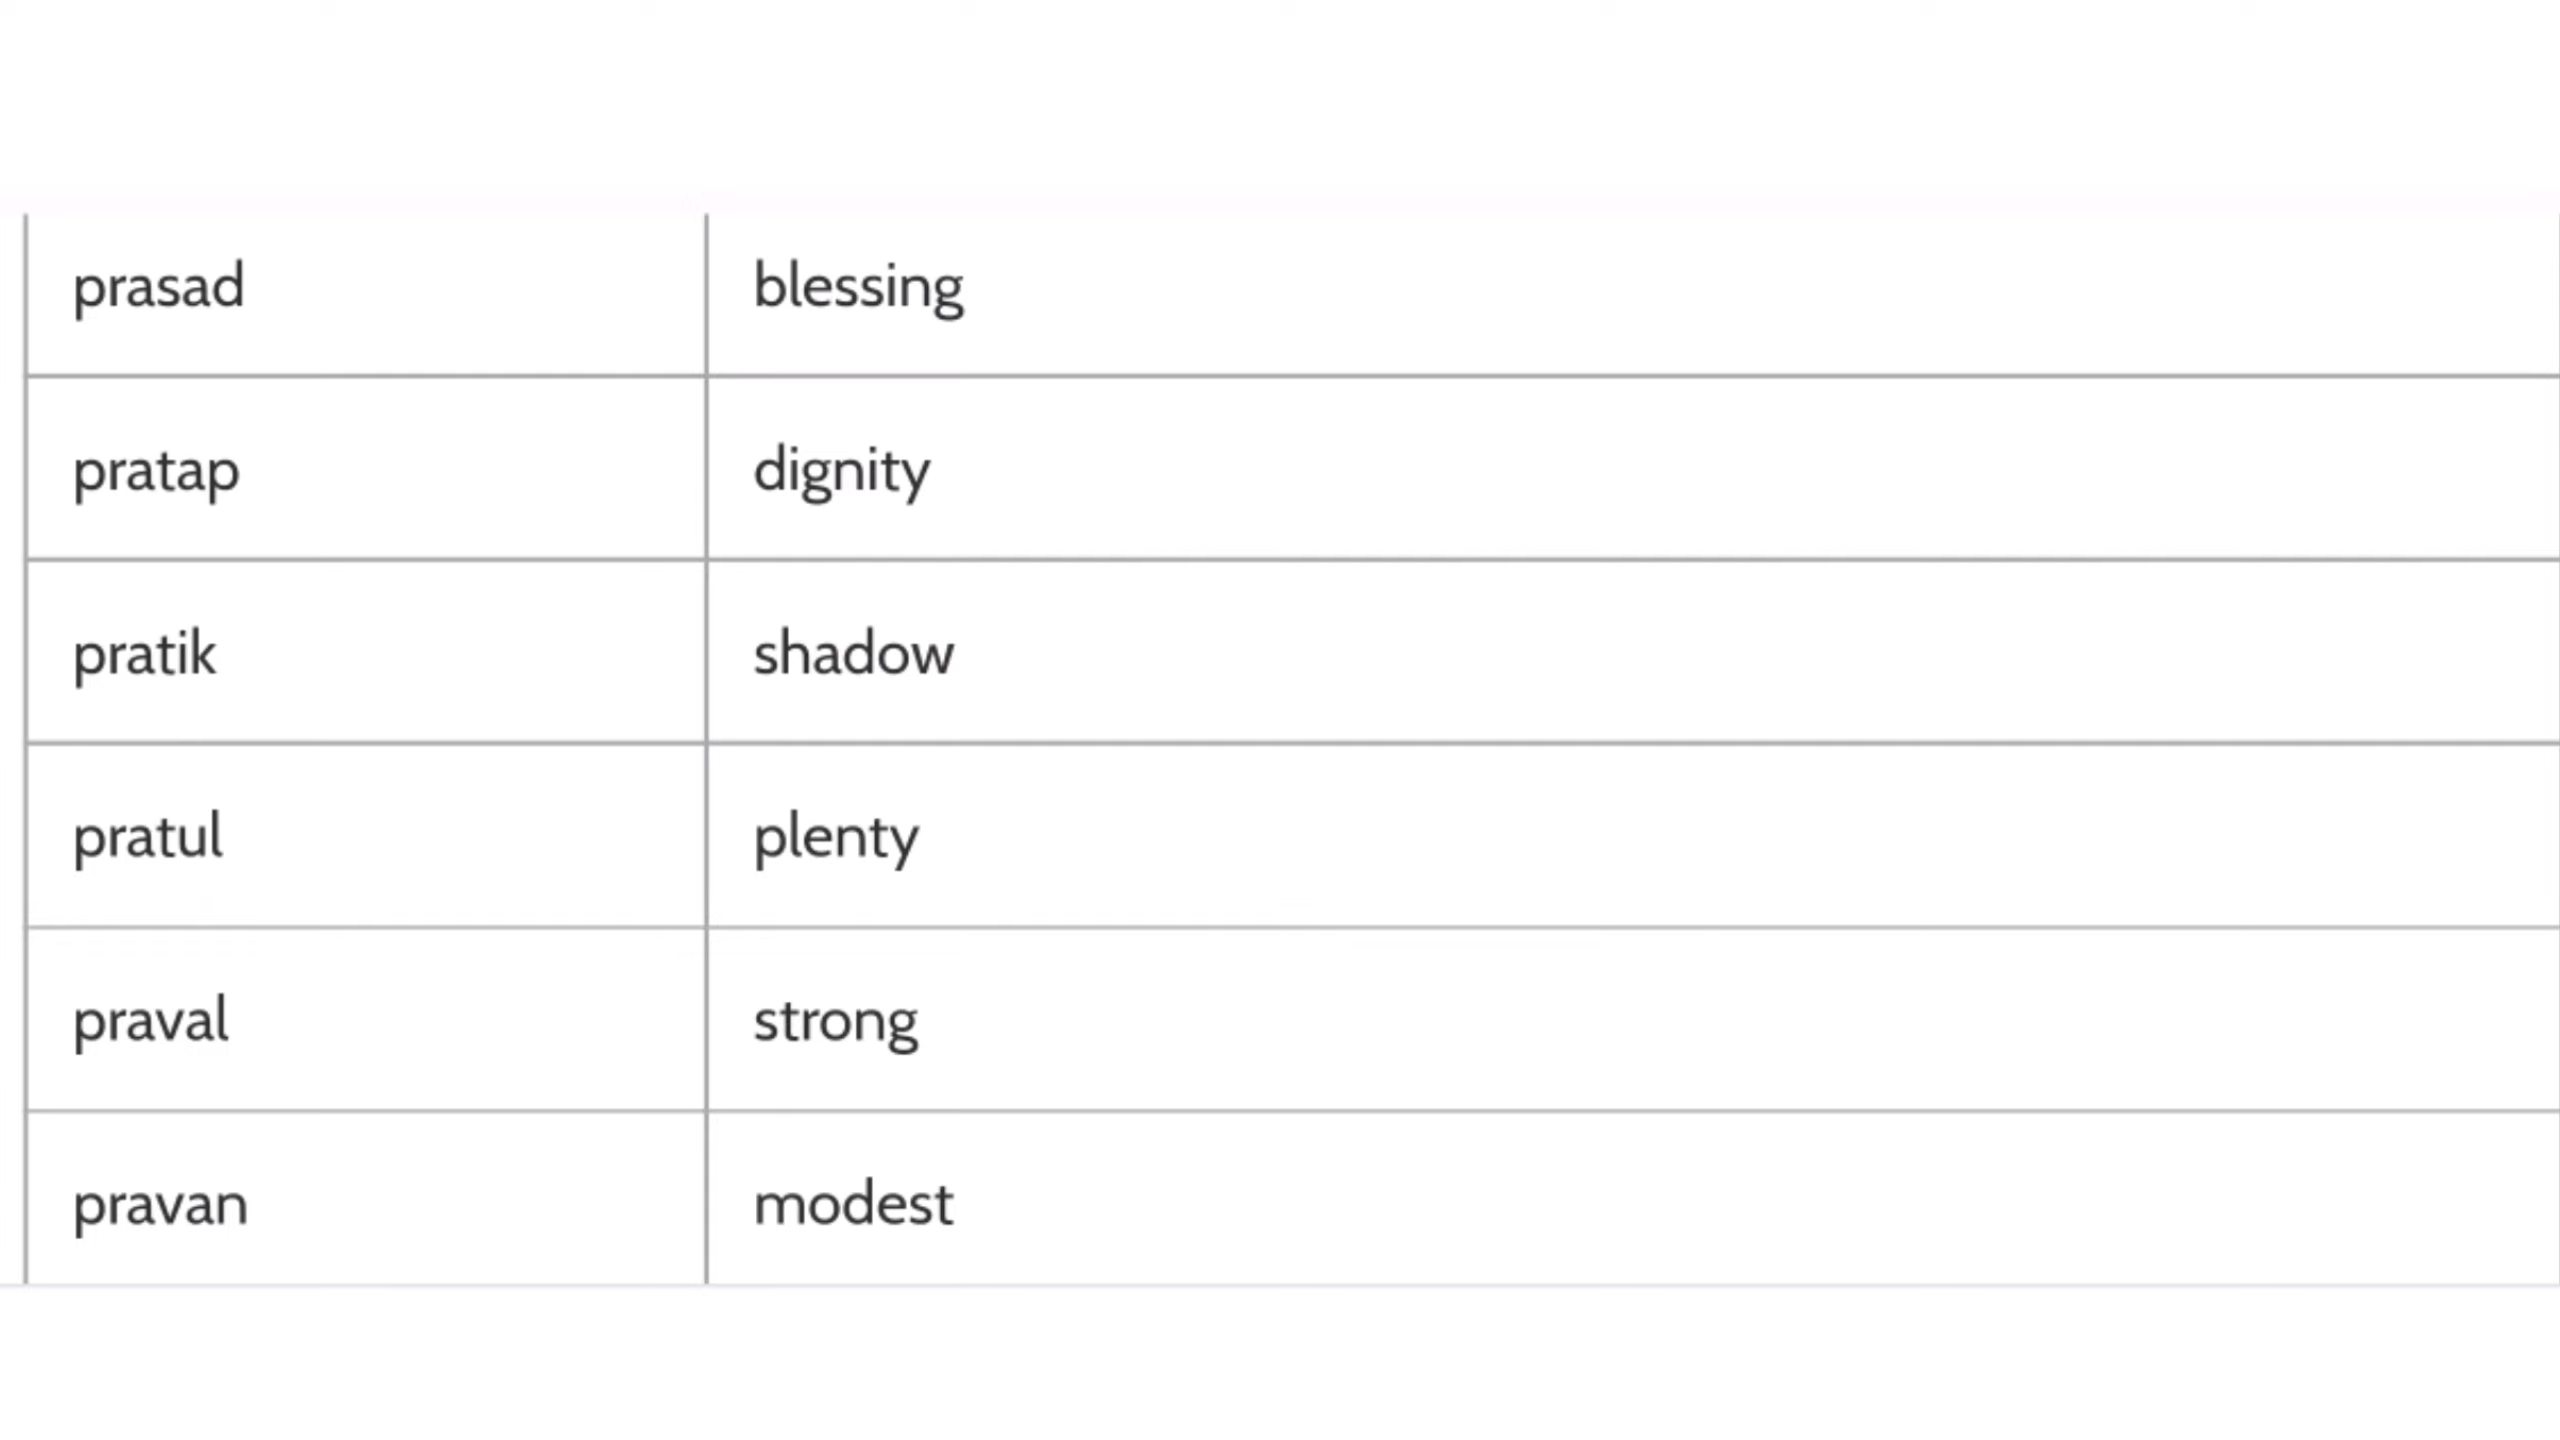 prasad blessing
pratap dignity
pratik shadow
pratul plenty
praval strong
pravan modest